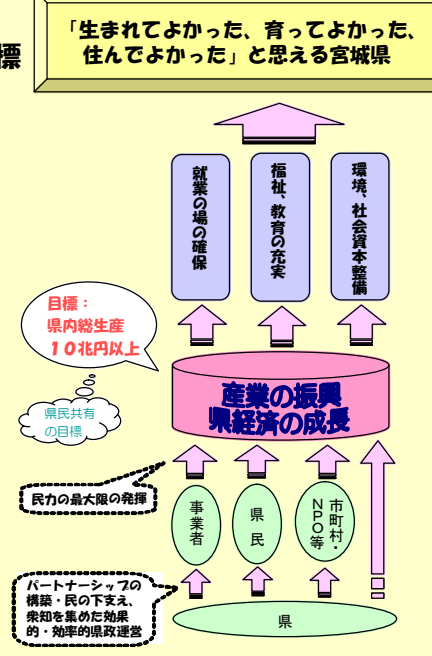 標
「生まれてよかった、育ってよかった、
住んでよかった」と思える宮城県
就業の場の確保
福祉、教育の充実
環境、社会資本整備
目標：
県内総生産
１０兆円以上
県民共有
の目標
産業の振興
県経済の成長
民力の最大限の発揮
事業者
県民
市町村・
ＮＰＯ等
パートナーシップの
構築・民の下支え、
衆知を集めた効果
的・効率的県政運営
県